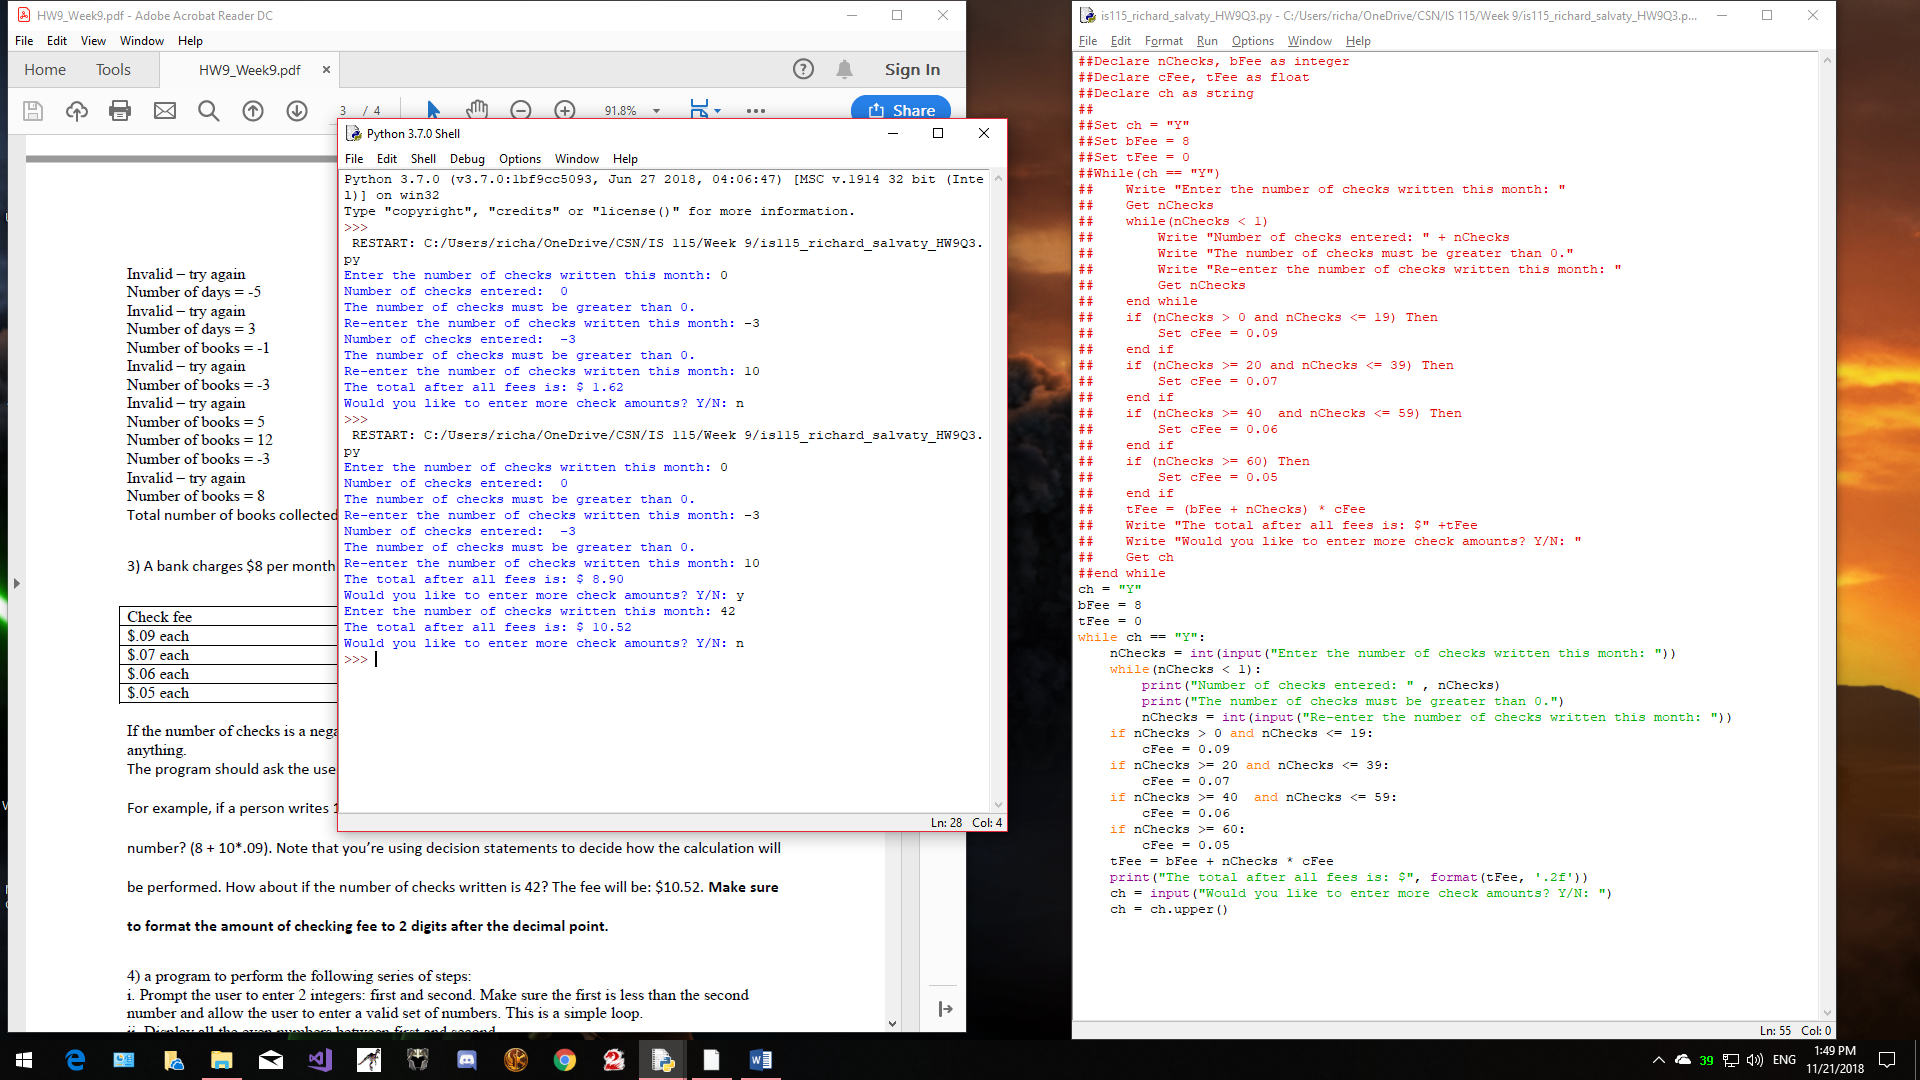 HW9_Week9.pdf - Adobe Acrobat Reader DC
File Edit View Window Help
Home Tools HW9_Week9.pdf × Sign In
3 / 4 91.8% Share
Invalid – try again
Number of days = -5
Invalid – try again
Number of days = 3
Number of books = -1
Invalid – try again
Number of books = -3
Invalid – try again
Number of books = 5
Number of books = 12
Number of books = -3
Invalid – try again
Number of books = 8
Total number of books collected
3) A bank charges $8 per month
Check fee
$.09 each
$.07 each
$.06 each
$.05 each
If the number of checks is a nega
anything.
The program should ask the use
For example, if a person writes 1
number? (8 + 10*.09). Note that you're using decision statements to decide how the calculation will
be performed. How about if the number of checks written is 42? The fee will be: $10.52. Make sure
to format the amount of checking fee to 2 digits after the decimal point.
4) a program to perform the following series of steps:
i. Prompt the user to enter 2 integers: first and second. Make sure the first is less than the second
number and allow the user to enter a valid set of numbers. This is a simple loop.
ii. Display all the even numbers between first and second
Python 3.7.0 Shell
File Edit Shell Debug Options Window Help
Python 3.7.0 (v3.7.0:1bf9cc5093, Jun 27 2018, 04:06:47) [MSC v.1914 32 bit (Inte
l)] on win32
Type "copyright", "credits" or "license()" for more information.
>>>
 RESTART: C:/Users/richa/OneDrive/CSN/IS 115/Week 9/is115_richard_salvaty_HW9Q3.
py
Enter the number of checks written this month: 0
Number of checks entered:  0
The number of checks must be greater than 0.
Re-enter the number of checks written this month: -3
Number of checks entered:  -3
The number of checks must be greater than 0.
Re-enter the number of checks written this month: 10
The total after all fees is: $ 1.62
Would you like to enter more check amounts? Y/N: n
>>>
 RESTART: C:/Users/richa/OneDrive/CSN/IS 115/Week 9/is115_richard_salvaty_HW9Q3.
py
Enter the number of checks written this month: 0
Number of checks entered:  0
The number of checks must be greater than 0.
Re-enter the number of checks written this month: -3
Number of checks entered:  -3
The number of checks must be greater than 0.
Re-enter the number of checks written this month: 10
The total after all fees is: $ 8.90
Would you like to enter more check amounts? Y/N: y
Enter the number of checks written this month: 42
The total after all fees is: $ 10.52
Would you like to enter more check amounts? Y/N: n
>>>
Ln: 28 Col: 4
is115_richard_salvaty_HW9Q3.py - C:/Users/richa/OneDrive/CSN/IS 115/Week 9/is115_richard_salvaty_HW9Q3.p...
File Edit Format Run Options Window Help
##Declare nChecks, bFee as integer
##Declare cFee, tFee as float
##Declare ch as string
##
##Set ch = "Y"
##Set bFee = 8
##Set tFee = 0
##While(ch == "Y")
##    Write "Enter the number of checks written this month: "
##    Get nChecks
##    while(nChecks < 1)
##        Write "Number of checks entered: " + nChecks
##        Write "The number of checks must be greater than 0."
##        Write "Re-enter the number of checks written this month: "
##        Get nChecks
##    end while
##    if (nChecks > 0 and nChecks <= 19) Then
##        Set cFee = 0.09
##    end if
##    if (nChecks >= 20 and nChecks <= 39) Then
##        Set cFee = 0.07
##    end if
##    if (nChecks >= 40  and nChecks <= 59) Then
##        Set cFee = 0.06
##    end if
##    if (nChecks >= 60) Then
##        Set cFee = 0.05
##    end if
##    tFee = (bFee + nChecks) * cFee
##    Write "The total after all fees is: $" +tFee
##    Write "Would you like to enter more check amounts? Y/N: "
##    Get ch
##end while
ch = "Y"
bFee = 8
tFee = 0
while ch == "Y":
    nChecks = int(input("Enter the number of checks written this month: "))
    while(nChecks < 1):
        print("Number of checks entered: " , nChecks)
        print("The number of checks must be greater than 0.")
        nChecks = int(input("Re-enter the number of checks written this month: "))
    if nChecks > 0 and nChecks <= 19:
        cFee = 0.09
    if nChecks >= 20 and nChecks <= 39:
        cFee = 0.07
    if nChecks >= 40  and nChecks <= 59:
        cFee = 0.06
    if nChecks >= 60:
        cFee = 0.05
    tFee = bFee + nChecks * cFee
    print("The total after all fees is: $", format(tFee, '.2f'))
    ch = input("Would you like to enter more check amounts? Y/N: ")
    ch = ch.upper()
Ln: 55 Col: 0
39 ENG 1:49 PM
11/21/2018